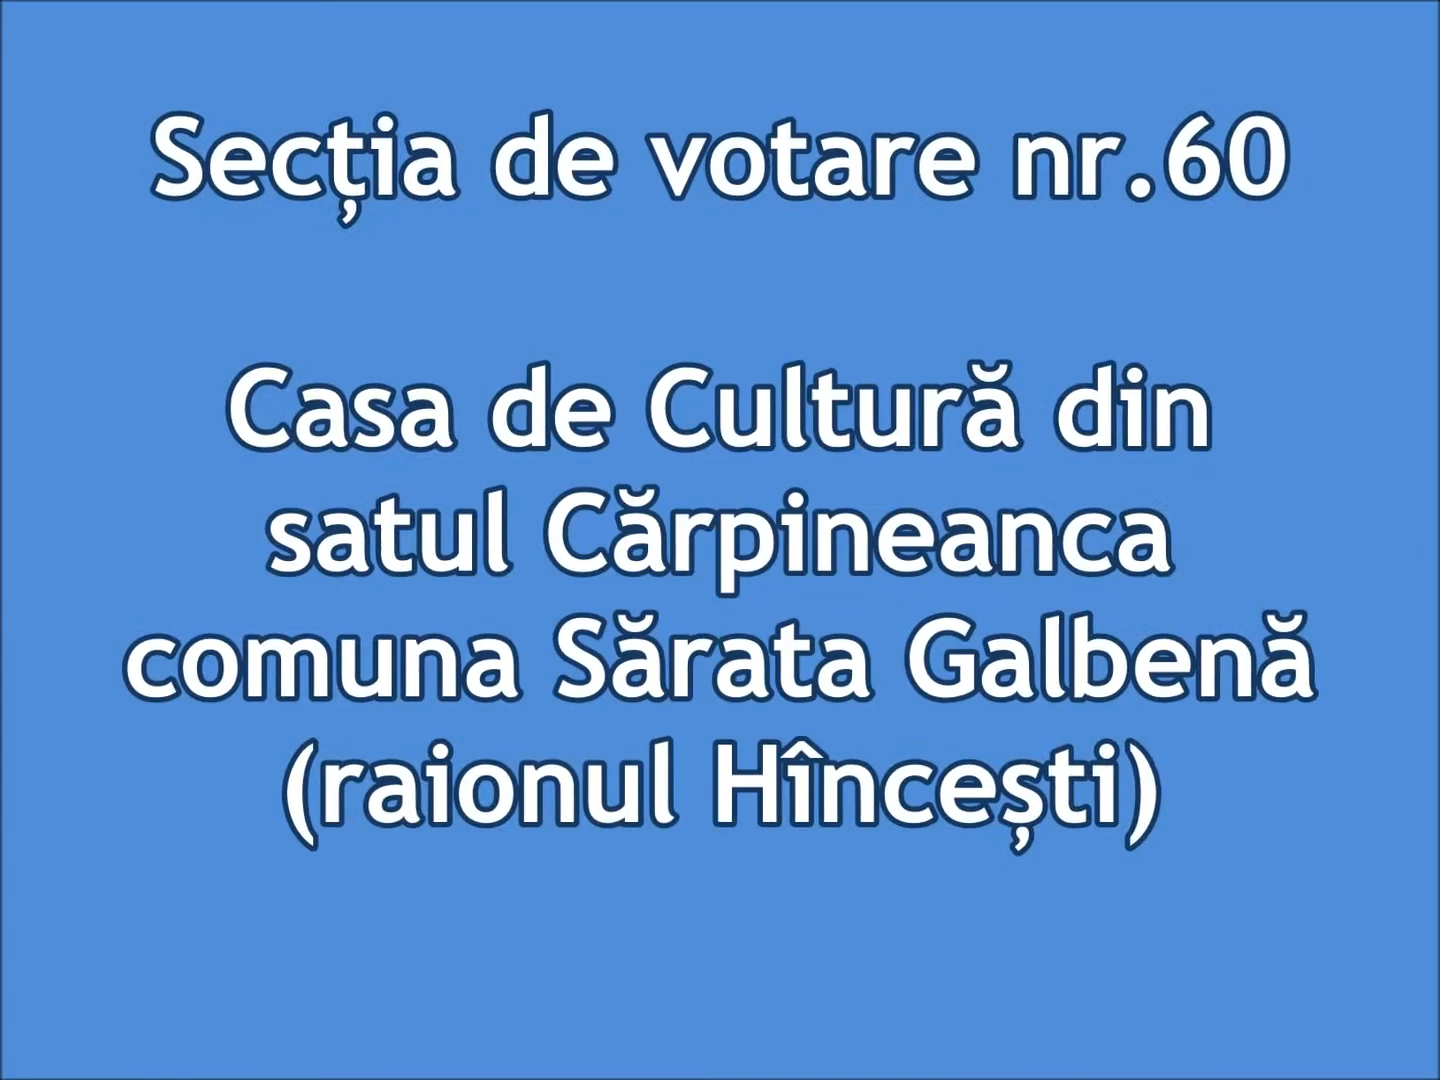 Secția de votare nr.60
Casa de Cultură din
satul Cărpineanca
comuna Sărata Galbenă
(raionul Hîncești)